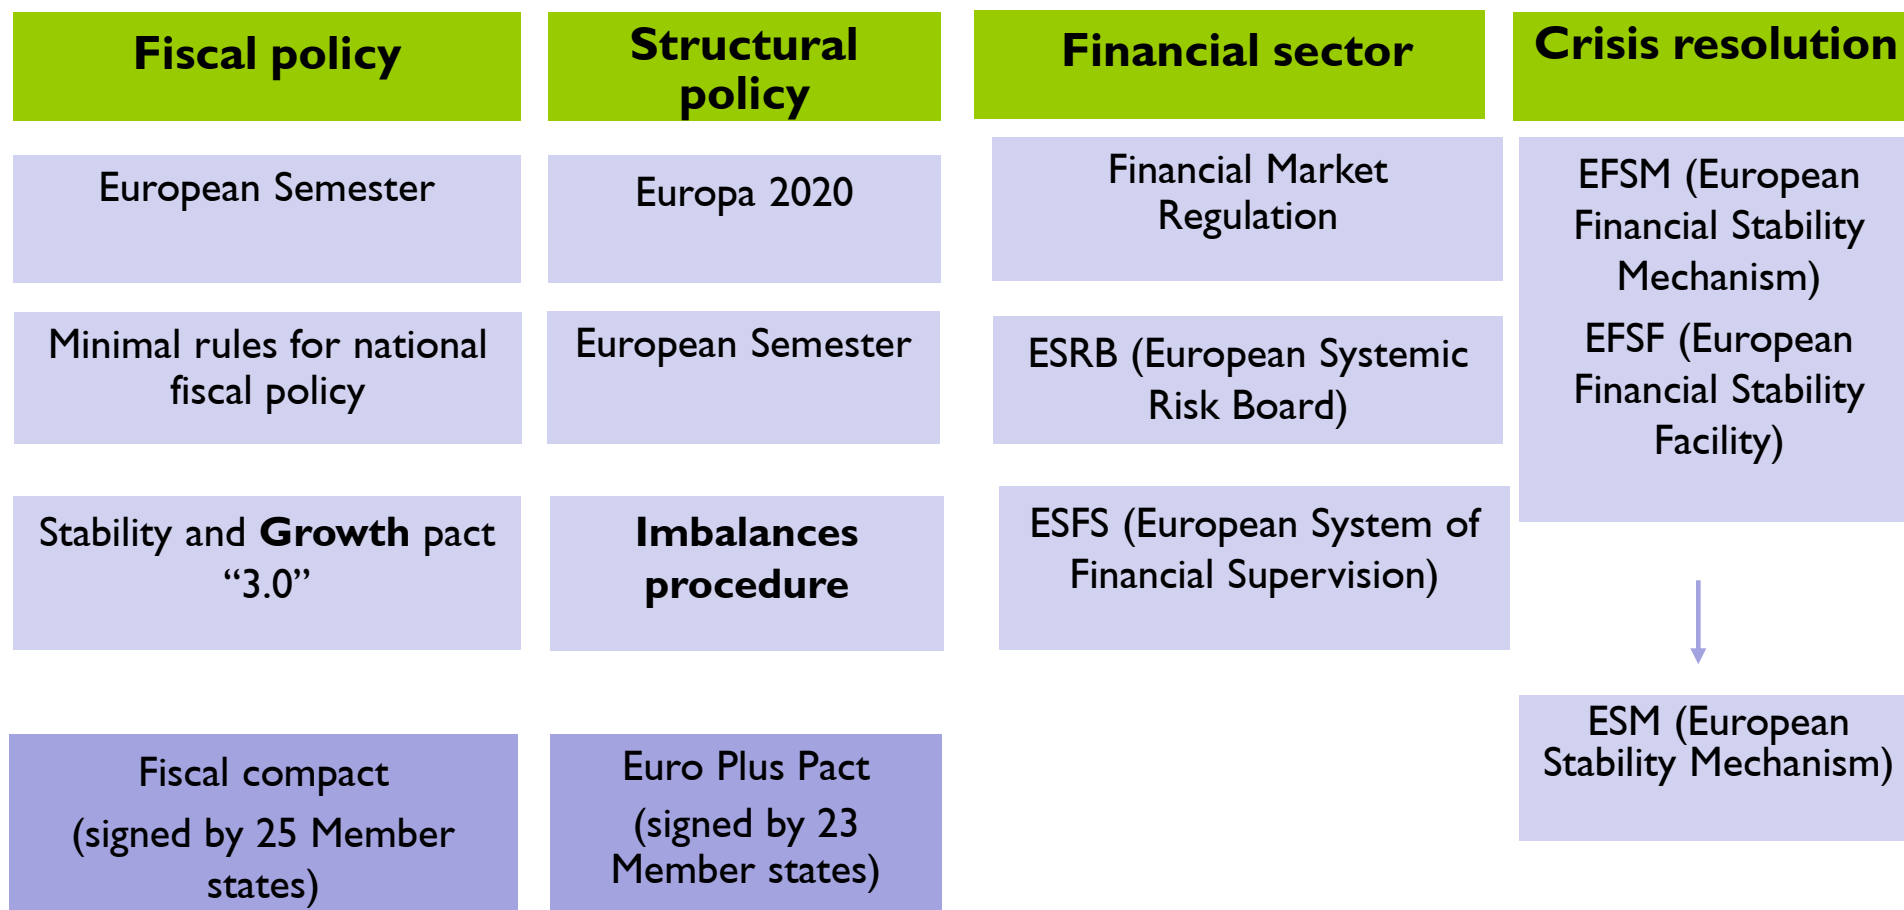 Fiscal policy
Structural
policy
Financial sector
Crisis resolution
European Semester
Europa 2020
Financial Market
Regulation
EFSM (European
Financial Stability
Mechanism)
EFSF (European
Financial Stability
Facility)
Minimal rules for national
fiscal policy
European Semester
ESRB (European Systemic
Risk Board)
Stability and Growth pact
“3.0”
Imbalances
procedure
ESFS (European System of
Financial Supervision)
Fiscal compact
(signed by 25 Member
states)
Euro Plus Pact
(signed by 23
Member states)
ESM (European
Stability Mechanism)